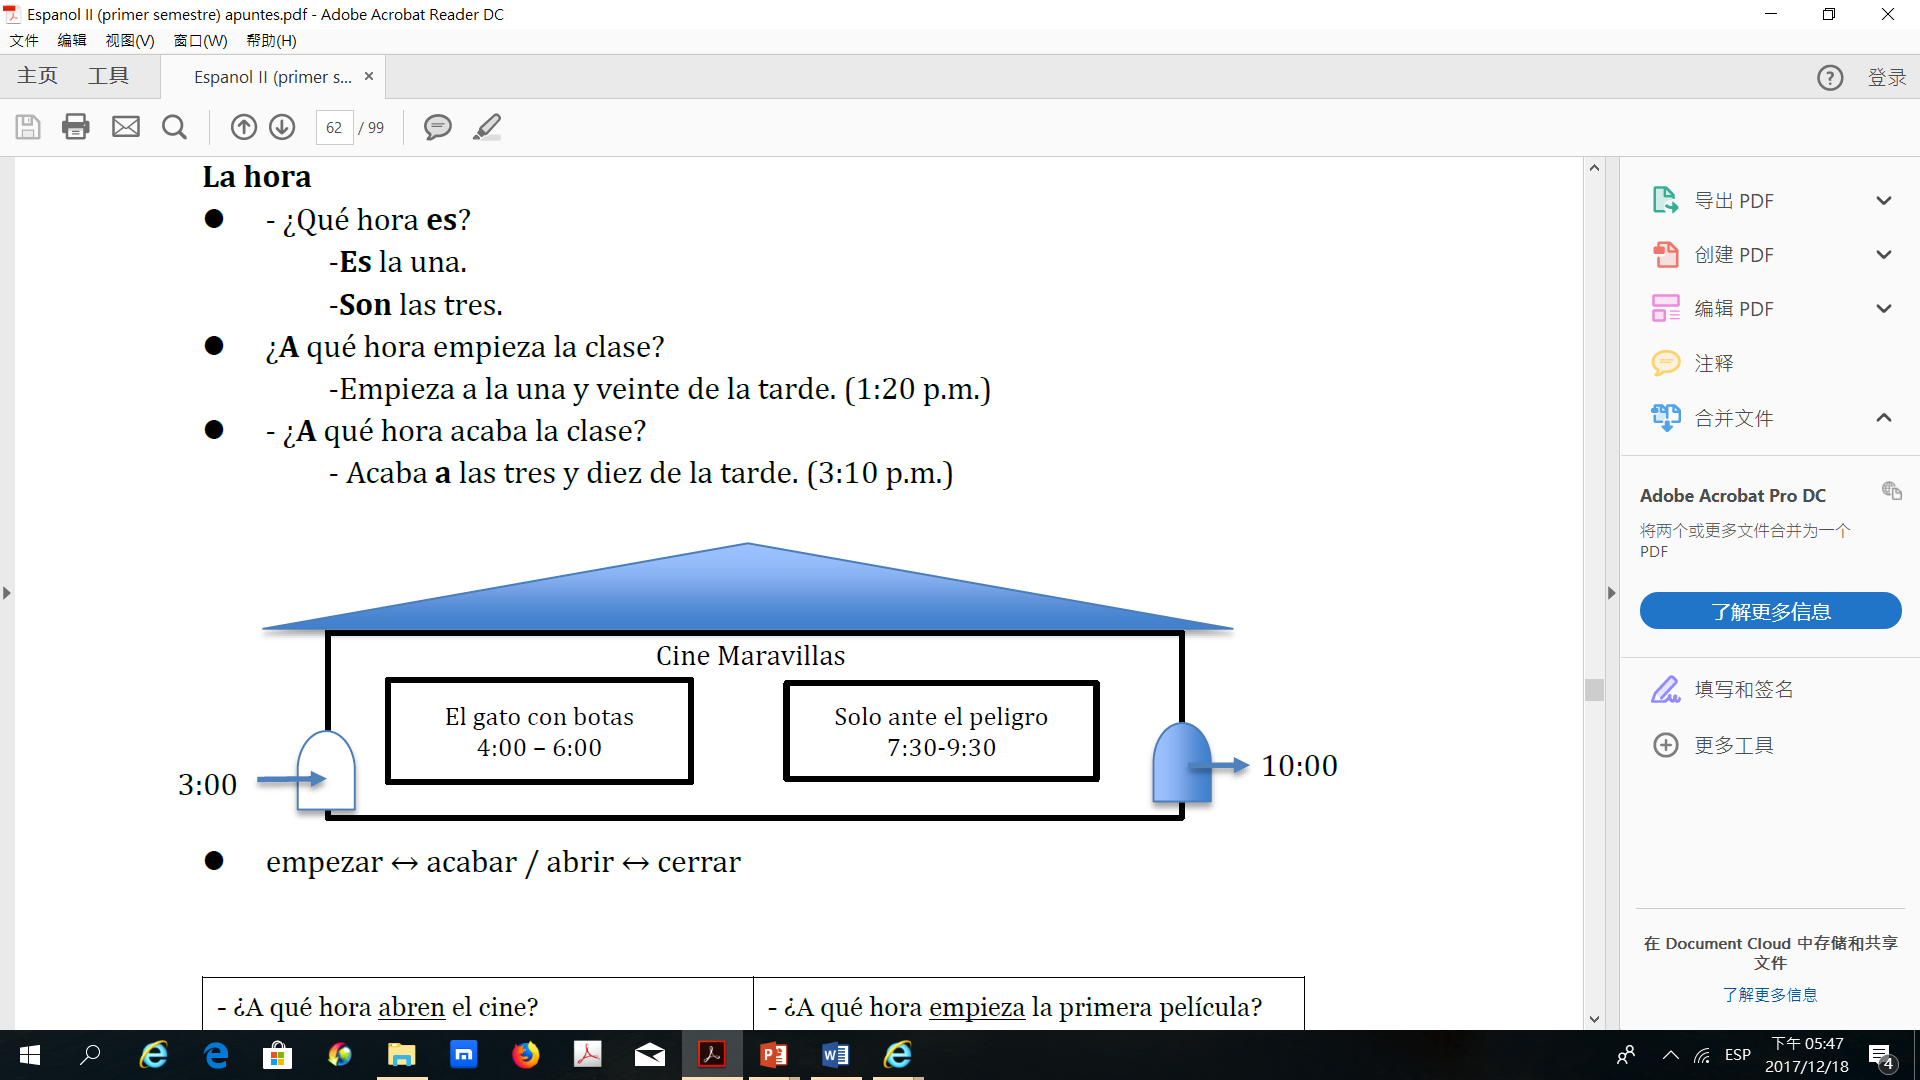 Espanol II (primer semestre) apuntes.pdf - Adobe Acrobat Reader DC
文件 编辑 视图(V) 窗口(W) 帮助(H)
主页 工具 Espanol II (primer s... × ? 登录
62 / 99
La hora
● - ¿Qué hora es?
-Es la una.
-Son las tres.
● ¿A qué hora empieza la clase?
-Empieza a la una y veinte de la tarde. (1:20 p.m.)
● - ¿A qué hora acaba la clase?
- Acaba a las tres y diez de la tarde. (3:10 p.m.)
Cine Maravillas
El gato con botas
4:00 – 6:00
Solo ante el peligro
7:30-9:30
3:00
10:00
● empezar ↔ acabar / abrir ↔ cerrar
- ¿A qué hora abren el cine?
- ¿A qué hora empieza la primera película?
导出 PDF
创建 PDF
编辑 PDF
注释
合并文件
Adobe Acrobat Pro DC
将两个或更多文件合并为一个
PDF
了解更多信息
填写和签名
更多工具
在 Document Cloud 中存储和共享
文件
了解更多信息
ESP
下午 05:47
2017/12/18
4